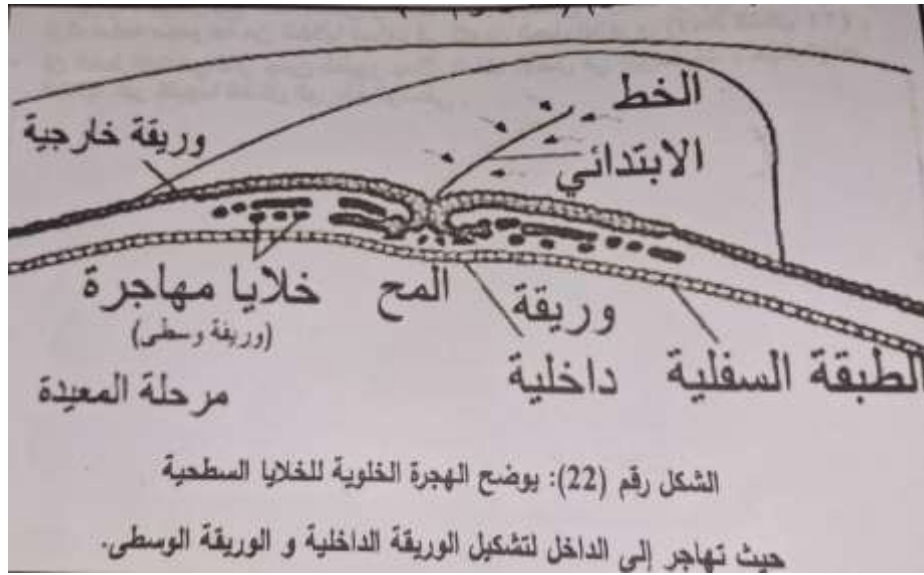 الخط
الابتدائي
وريقة خارجية
خلايا مهاجرة
(وريفة وسطى)
المح
وريقة
داخلية
الطبقة السفلية
مرحلة المعيدة
الشكل رقم (22): يوضح الهجرة الخلوية للخلايا السطحية
حيث تهاجر إلى الداخل لتشكيل الوريقة الداخلية و الوريقة الوسطى.